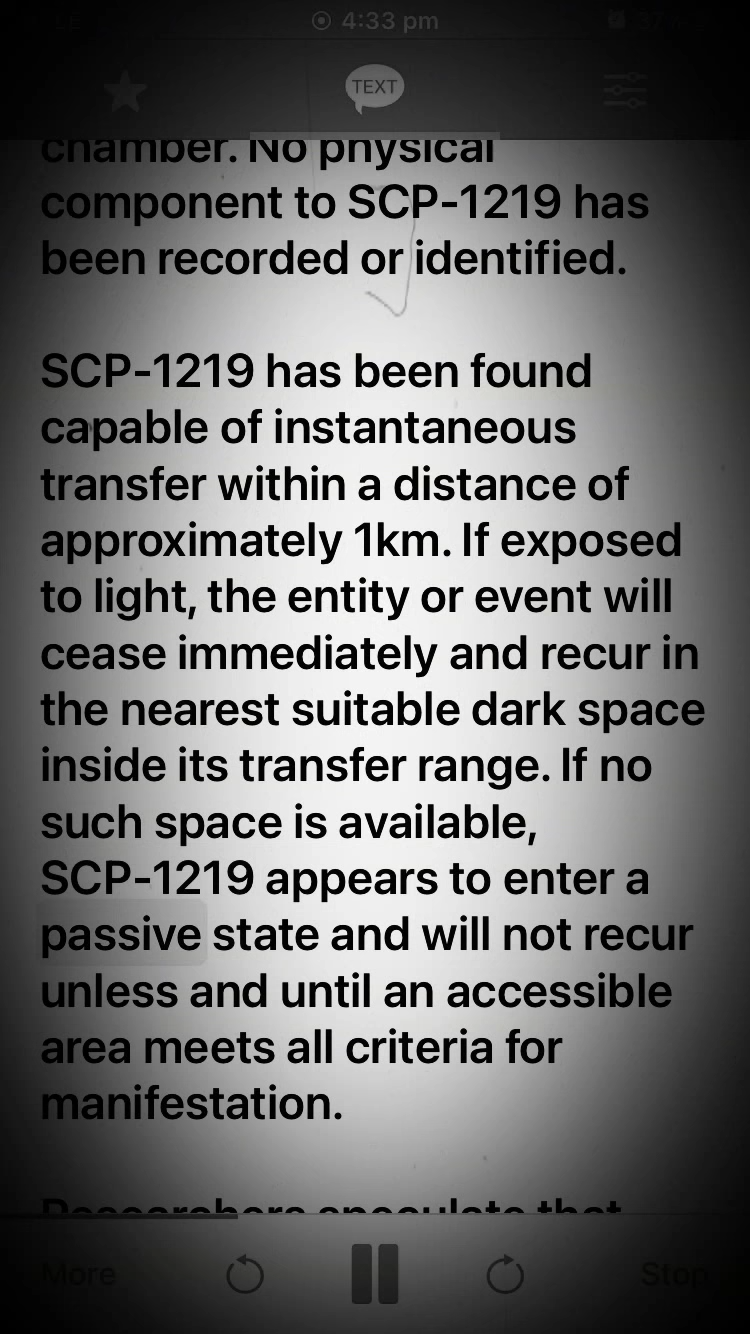 4:33 pm
TEXT
chamber. No physical
component to SCP-1219 has
been recorded or identified.
SCP-1219 has been found
capable of instantaneous
transfer within a distance of
approximately 1km. If exposed
to light, the entity or event will
cease immediately and recur in
the nearest suitable dark space
inside its transfer range. If no
such space is available,
SCP-1219 appears to enter a
passive state and will not recur
unless and until an accessible
area meets all criteria for
manifestation.
Researchers speculate that
More
Stop